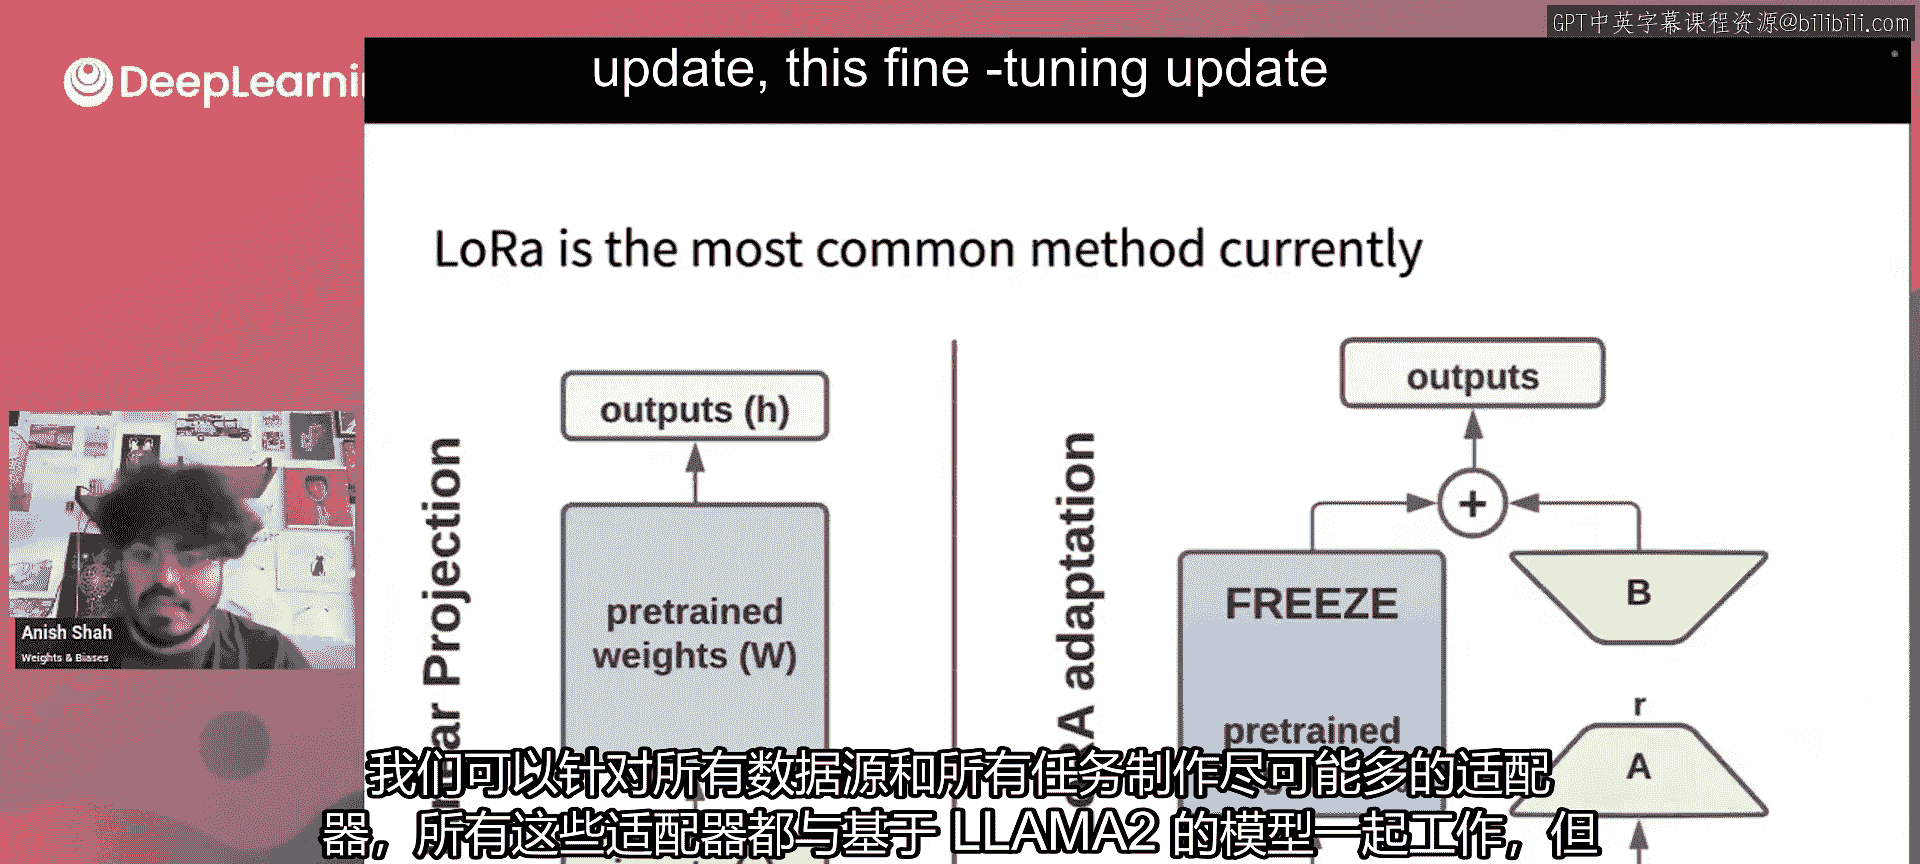 GPT中英字幕课程资源@bilibili.com
DeepLearni
update, this fine -tuning update
LoRa is the most common method currently
outputs (h)
pretrained
weights (W)
ar Projection
outputs
+
FREEZE
pretrained
B
r
A
RA adaptation
Anish Shah
Weights & Biases
我们可以针对所有数据源和所有任务制作尽可能多的适配
器，所有这些适配器都与基于 LLAMA2 的模型一起工作，但